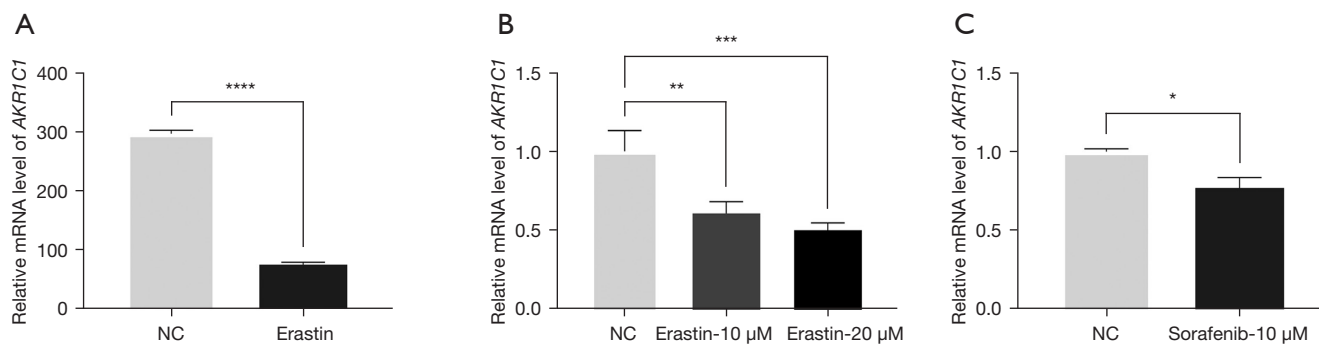 A
Relative mRNA level of AKR1C1
400
300
200
100
0
****
NC
Erastin
B
Relative mRNA level of AKR1C1
1.5
1.0
0.5
0.0
***
**
NC
Erastin-10 μM
Erastin-20 μM
C
Relative mRNA level of AKR1C1
1.5
1.0
0.5
0.0
*
NC
Sorafenib-10 μM